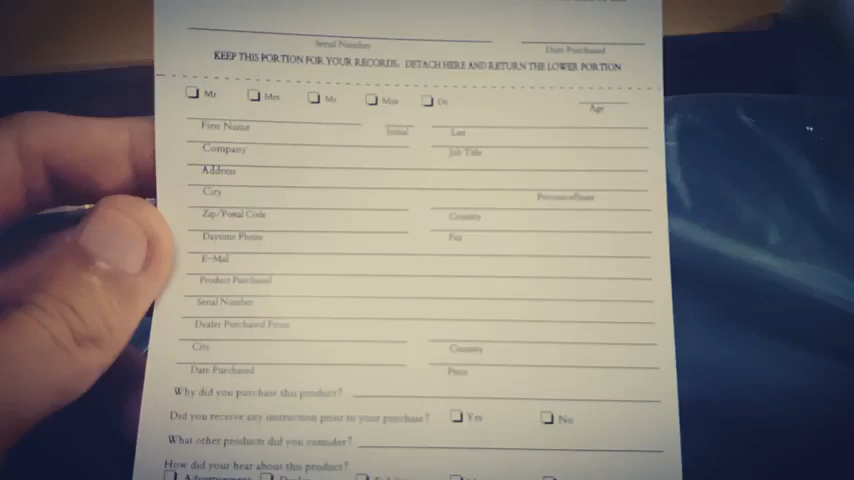 Serial Number Date Purchased
KEEP THIS PORTION FOR YOUR RECORDS. DETACH HERE AND RETURN THE LOWER PORTION
Mr Mrs Ms Miss Dr Age
First Name Initial Last
Company Job Title
Address
City Province/State
Zip/Postal Code Country
Daytime Phone Fax
E-Mail
Product Purchased
Serial Number
Dealer Purchased From
City Country
Date Purchased Price
Why did you purchase this product?
Did you receive any instruction prior to your purchase? Yes No
What other products did you consider?
How did your hear about this product?
Advertisement Dealer